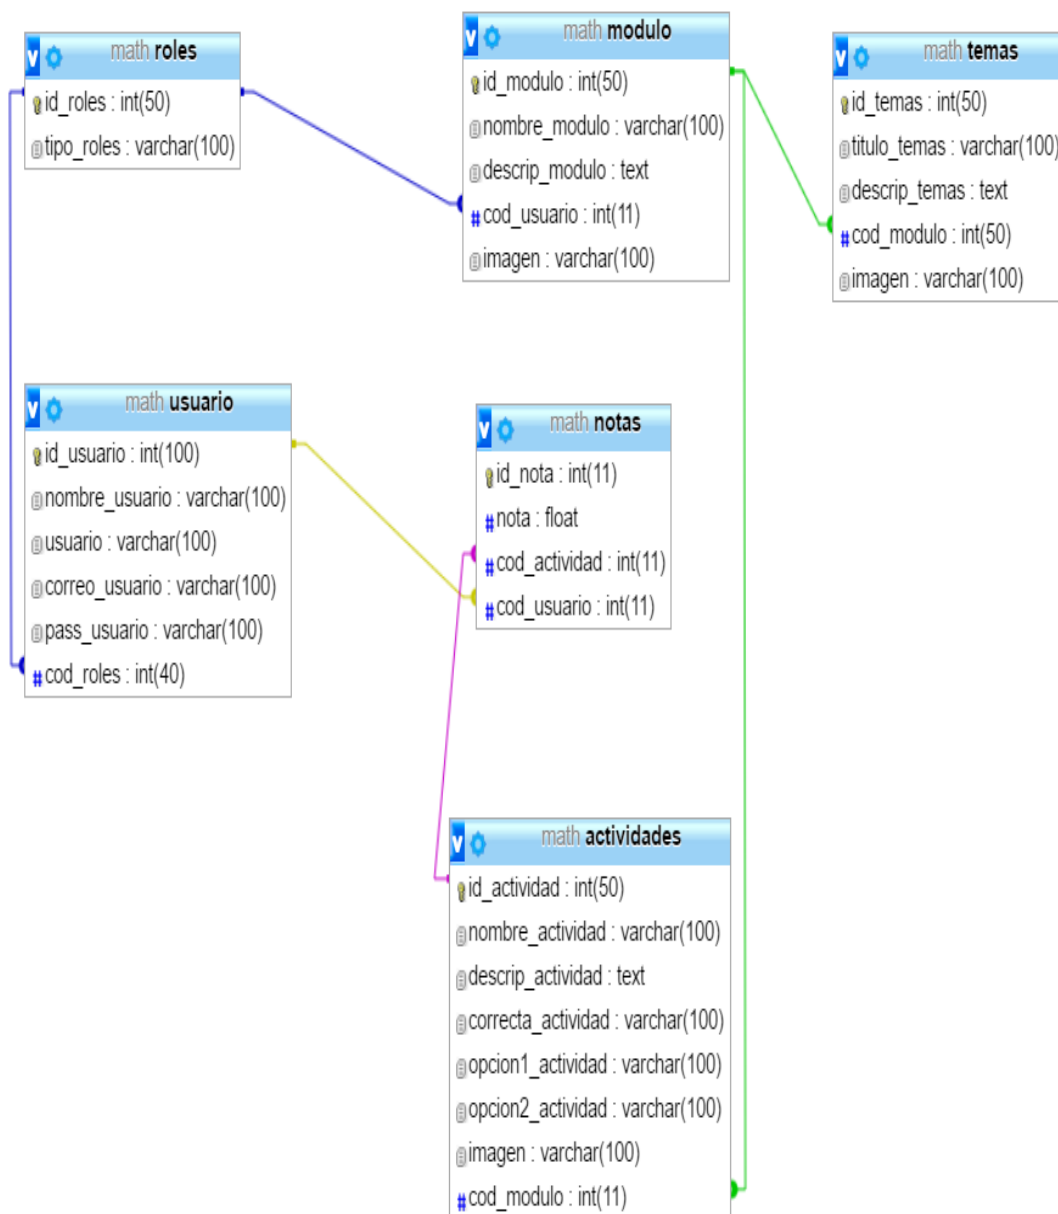 math roles
id_roles : int(50)
tipo_roles : varchar(100)
math modulo
id_modulo : int(50)
nombre_modulo : varchar(100)
descrip_modulo : text
cod_usuario : int(11)
imagen : varchar(100)
math temas
id_temas : int(50)
titulo_temas : varchar(100)
descrip_temas : text
cod_modulo : int(50)
imagen : varchar(100)
math usuario
id_usuario : int(100)
nombre_usuario : varchar(100)
usuario : varchar(100)
correo_usuario : varchar(100)
pass_usuario : varchar(100)
cod_roles : int(40)
math notas
id_nota : int(11)
nota : float
cod_actividad : int(11)
cod_usuario : int(11)
math actividades
id_actividad : int(50)
nombre_actividad : varchar(100)
descrip_actividad : text
correcta_actividad : varchar(100)
opcion1_actividad : varchar(100)
opcion2_actividad : varchar(100)
imagen : varchar(100)
cod_modulo : int(11)